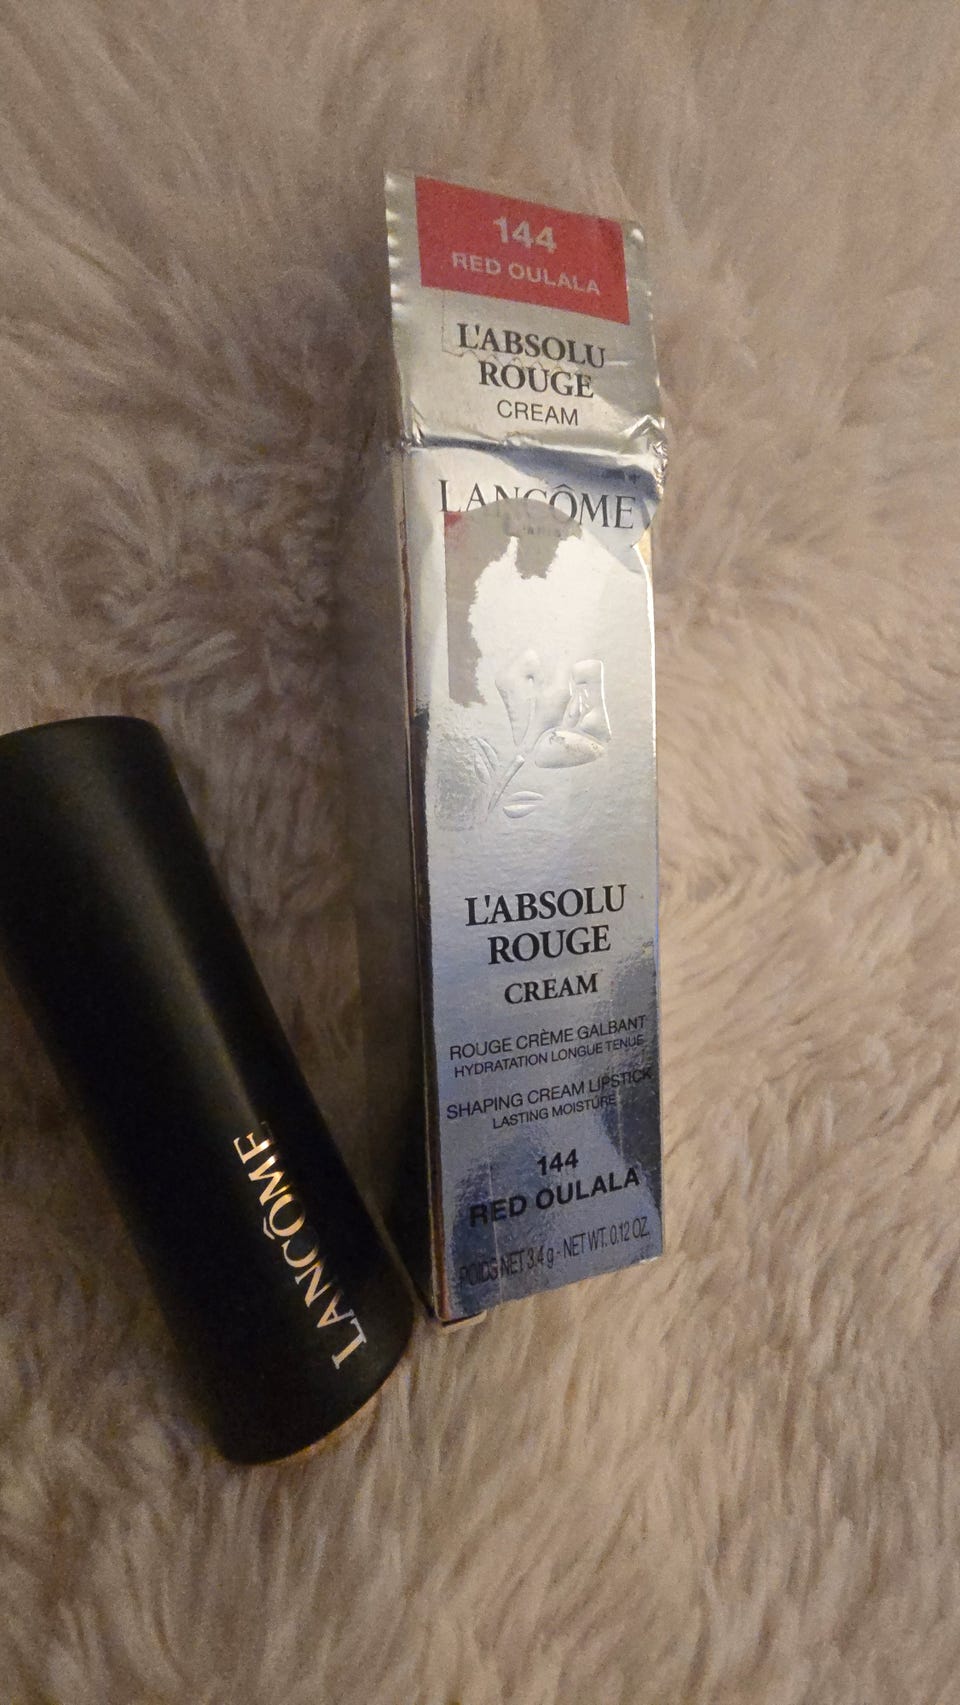 144
RED OULALA
L'ABSOLU
ROUGE
CREAM
LANCÔME
L'ABSOLU
ROUGE
CREAM
ROUGE CRÈME GALBANT
HYDRATATION LONGUE TENUE
SHAPING CREAM LIPSTICK
LASTING MOISTURE
144
RED OULALA
POIDS NET 3.4 g - NET WT. 0.12 OZ.
LANCÔME